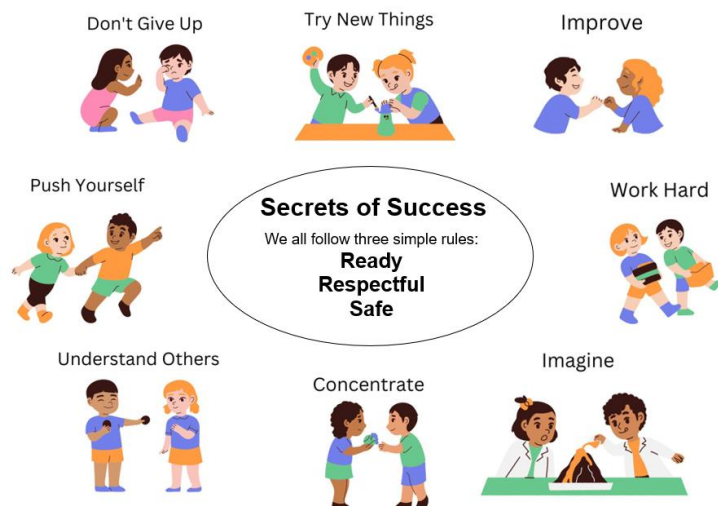 Don't Give Up
Try New Things
Improve
Push Yourself
Secrets of Success
We all follow three simple rules:
Ready
Respectful
Safe
Work Hard
Understand Others
Concentrate
Imagine